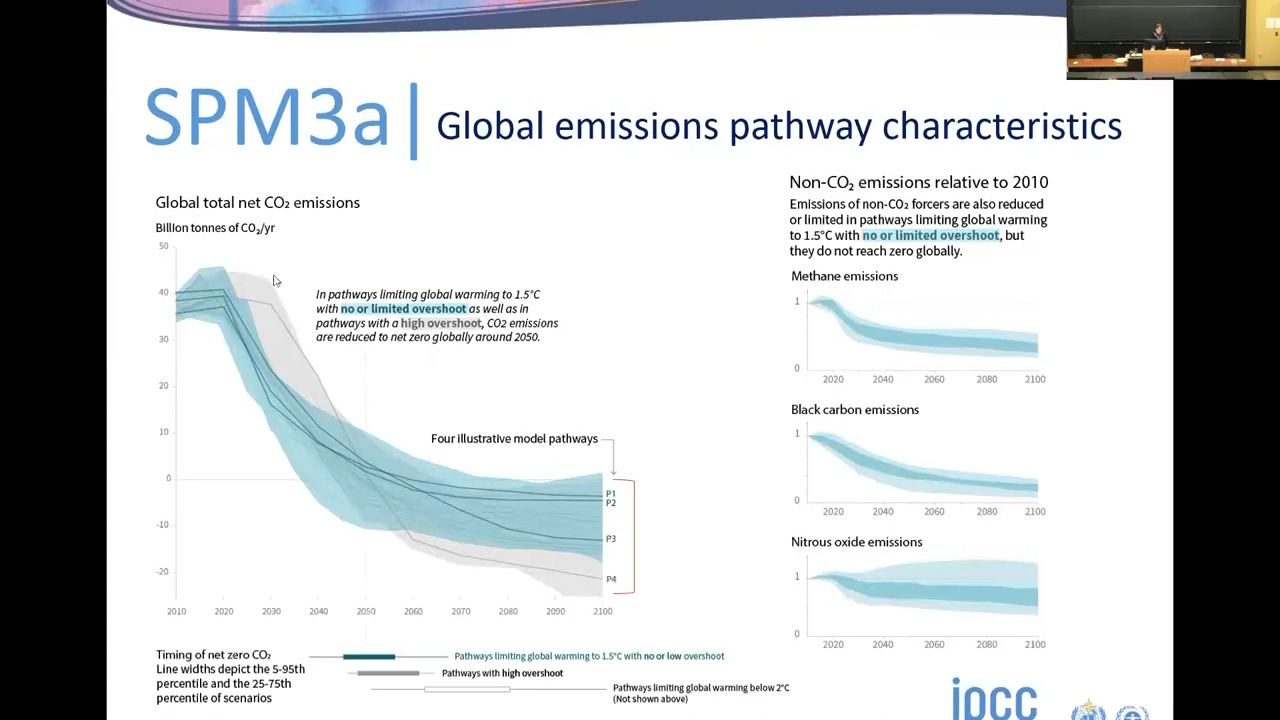 SPM3a
Global emissions pathway characteristics
Global total net CO₂ emissions
Billion tonnes of CO₂/yr
50
40
30
20
10
0
-10
-20
2010 2020 2030 2040 2050 2060 2070 2080 2090 2100
In pathways limiting global warming to 1.5°C
with no or limited overshoot as well as in
pathways with a high overshoot, CO2 emissions
are reduced to net zero globally around 2050.
Four illustrative model pathways
P1
P2
P3
P4
Timing of net zero CO₂
Line widths depict the 5-95th
percentile and the 25-75th
percentile of scenarios
Pathways limiting global warming to 1.5°C with no or low overshoot
Pathways with high overshoot
Pathways limiting global warming below 2°C
(Not shown above)
Non-CO₂ emissions relative to 2010
Emissions of non-CO₂ forcers are also reduced
or limited in pathways limiting global warming
to 1.5°C with no or limited overshoot, but
they do not reach zero globally.
Methane emissions
1
0
2020 2040 2060 2080 2100
Black carbon emissions
1
0
2020 2040 2060 2080 2100
Nitrous oxide emissions
1
0
2020 2040 2060 2080 2100
ipcc